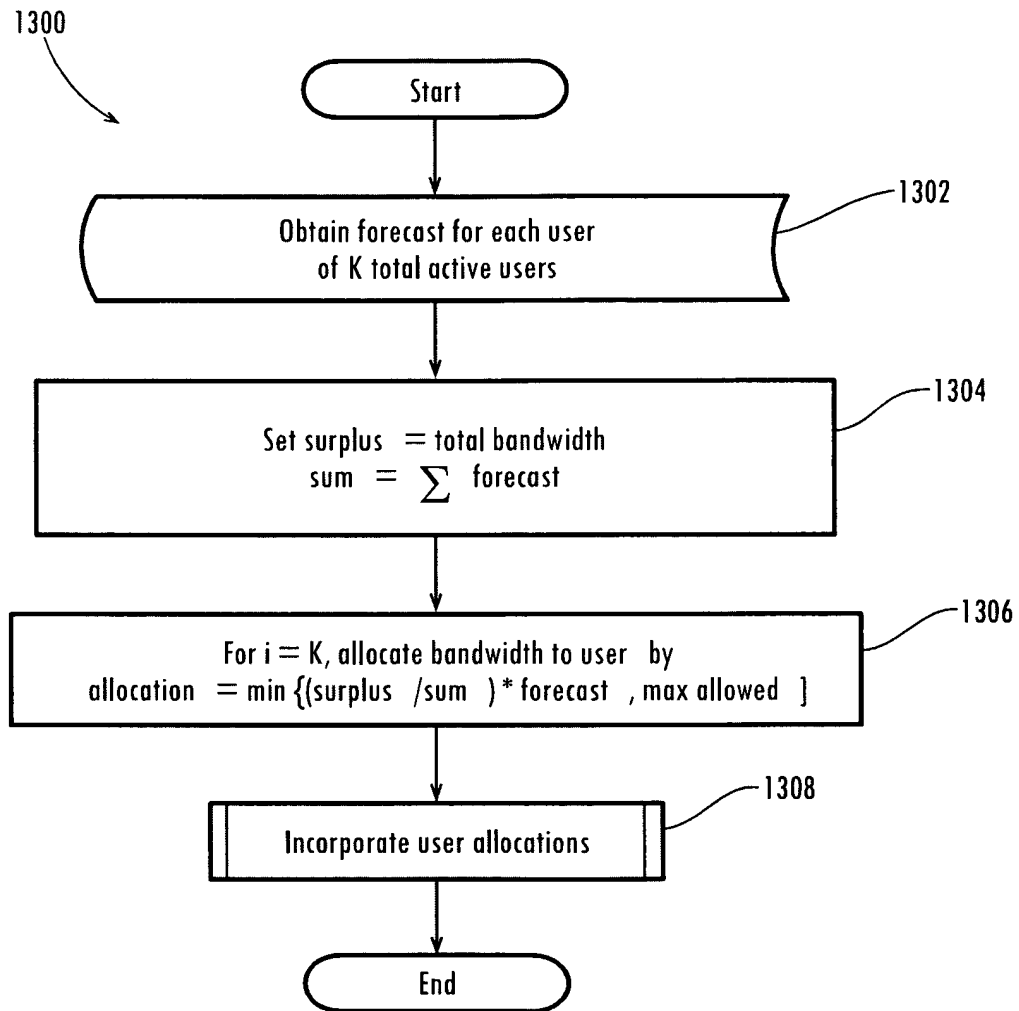 1300
Start
1302
Obtain forecast for each user
of K total active users
1304
Set surplus = total bandwidth
sum = ∑ forecast
1306
For i = K, allocate bandwidth to user by
allocation = min {(surplus /sum ) * forecast , max allowed ]
1308
Incorporate user allocations
End